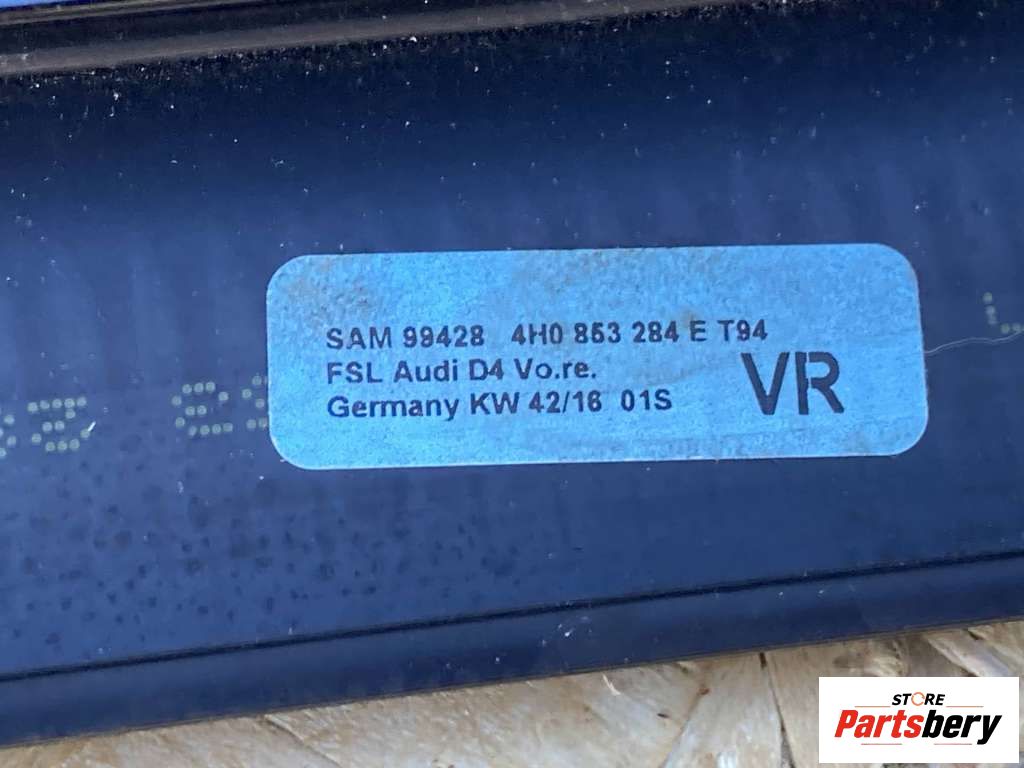 SAM 99428 4H0 853 284 E T94
FSL Audi D4 Vo.re.
Germany KW 42/16 01S
VR
STORE
Partsbery